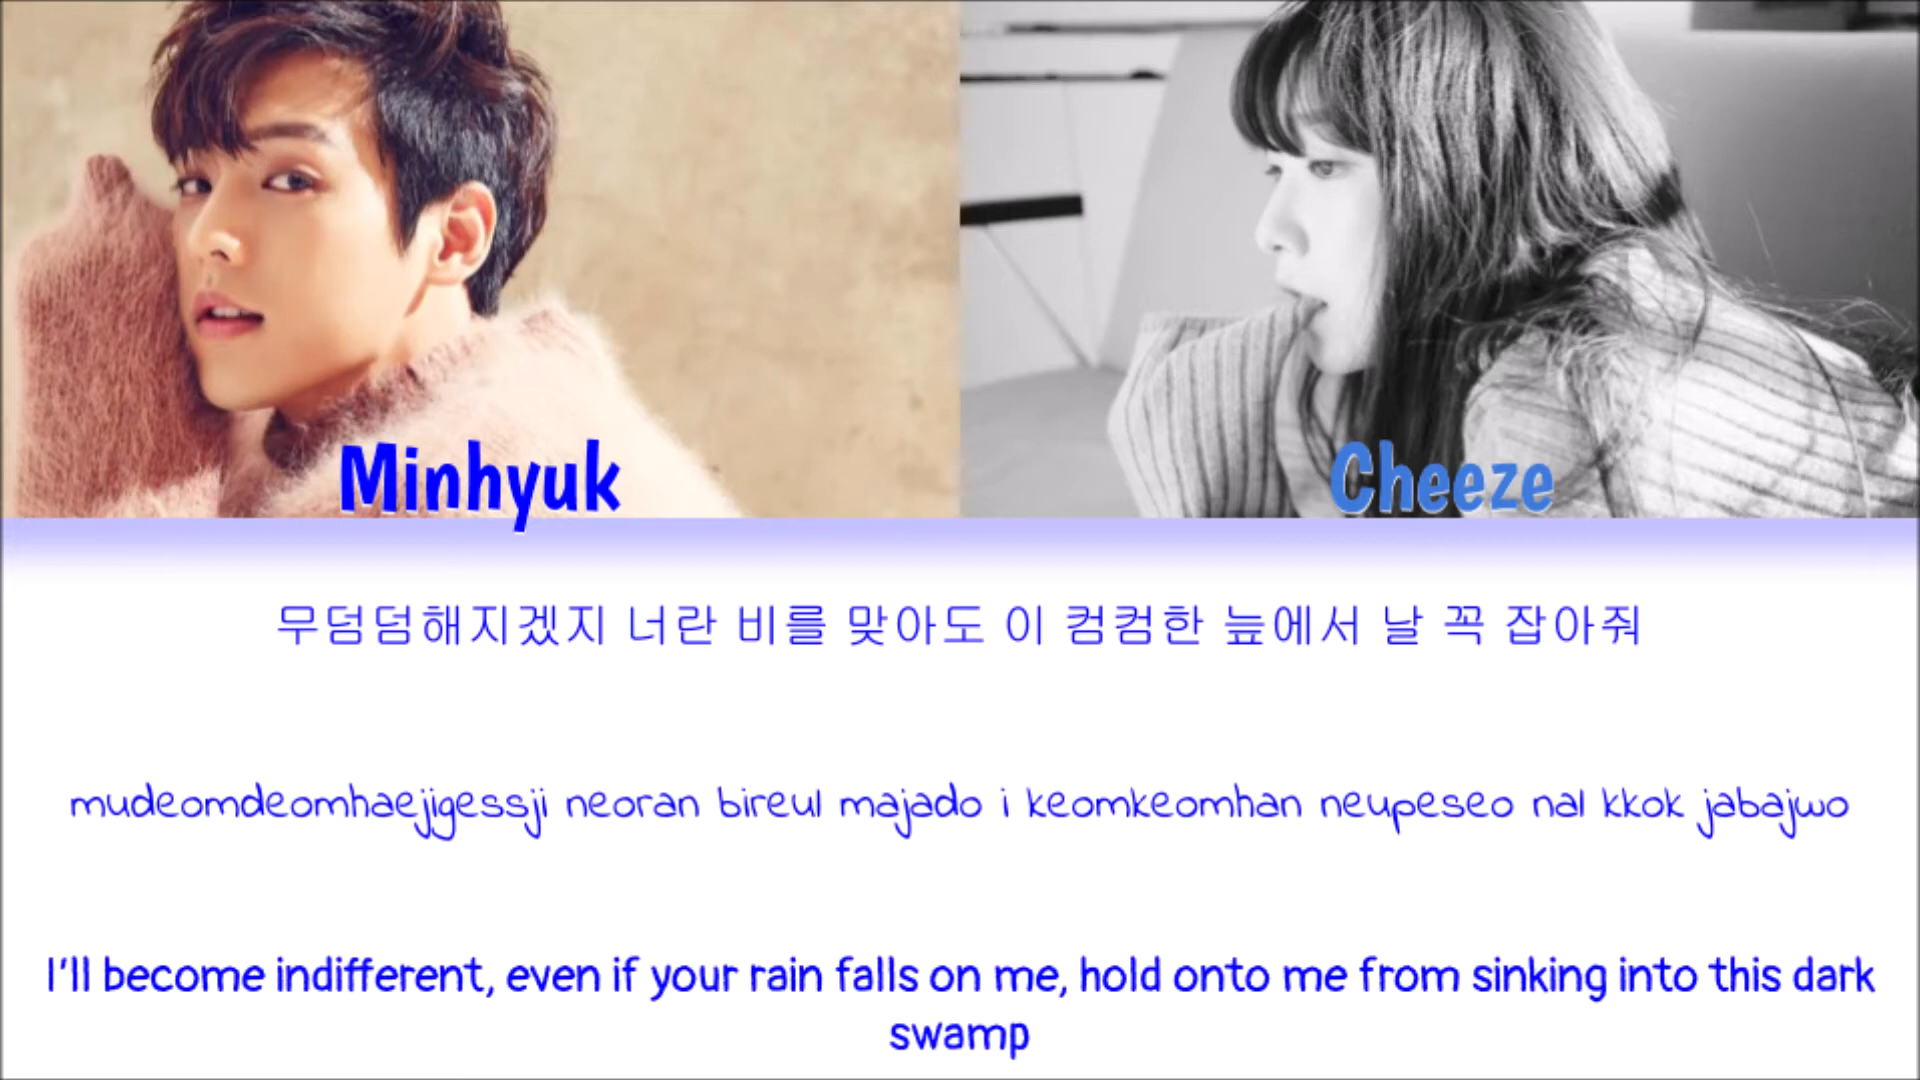 Minhyuk
Cheeze
무덤덤해지겠지 너란 비를 맞아도 이 컴컴한 늪에서 날 꼭 잡아줘
mudeomdeomhaejigessji neoran bireul majado i keomkeomhan neupeseo nal kkok jabajwo
I'll become indifferent, even if your rain falls on me, hold onto me from sinking into this dark
swamp